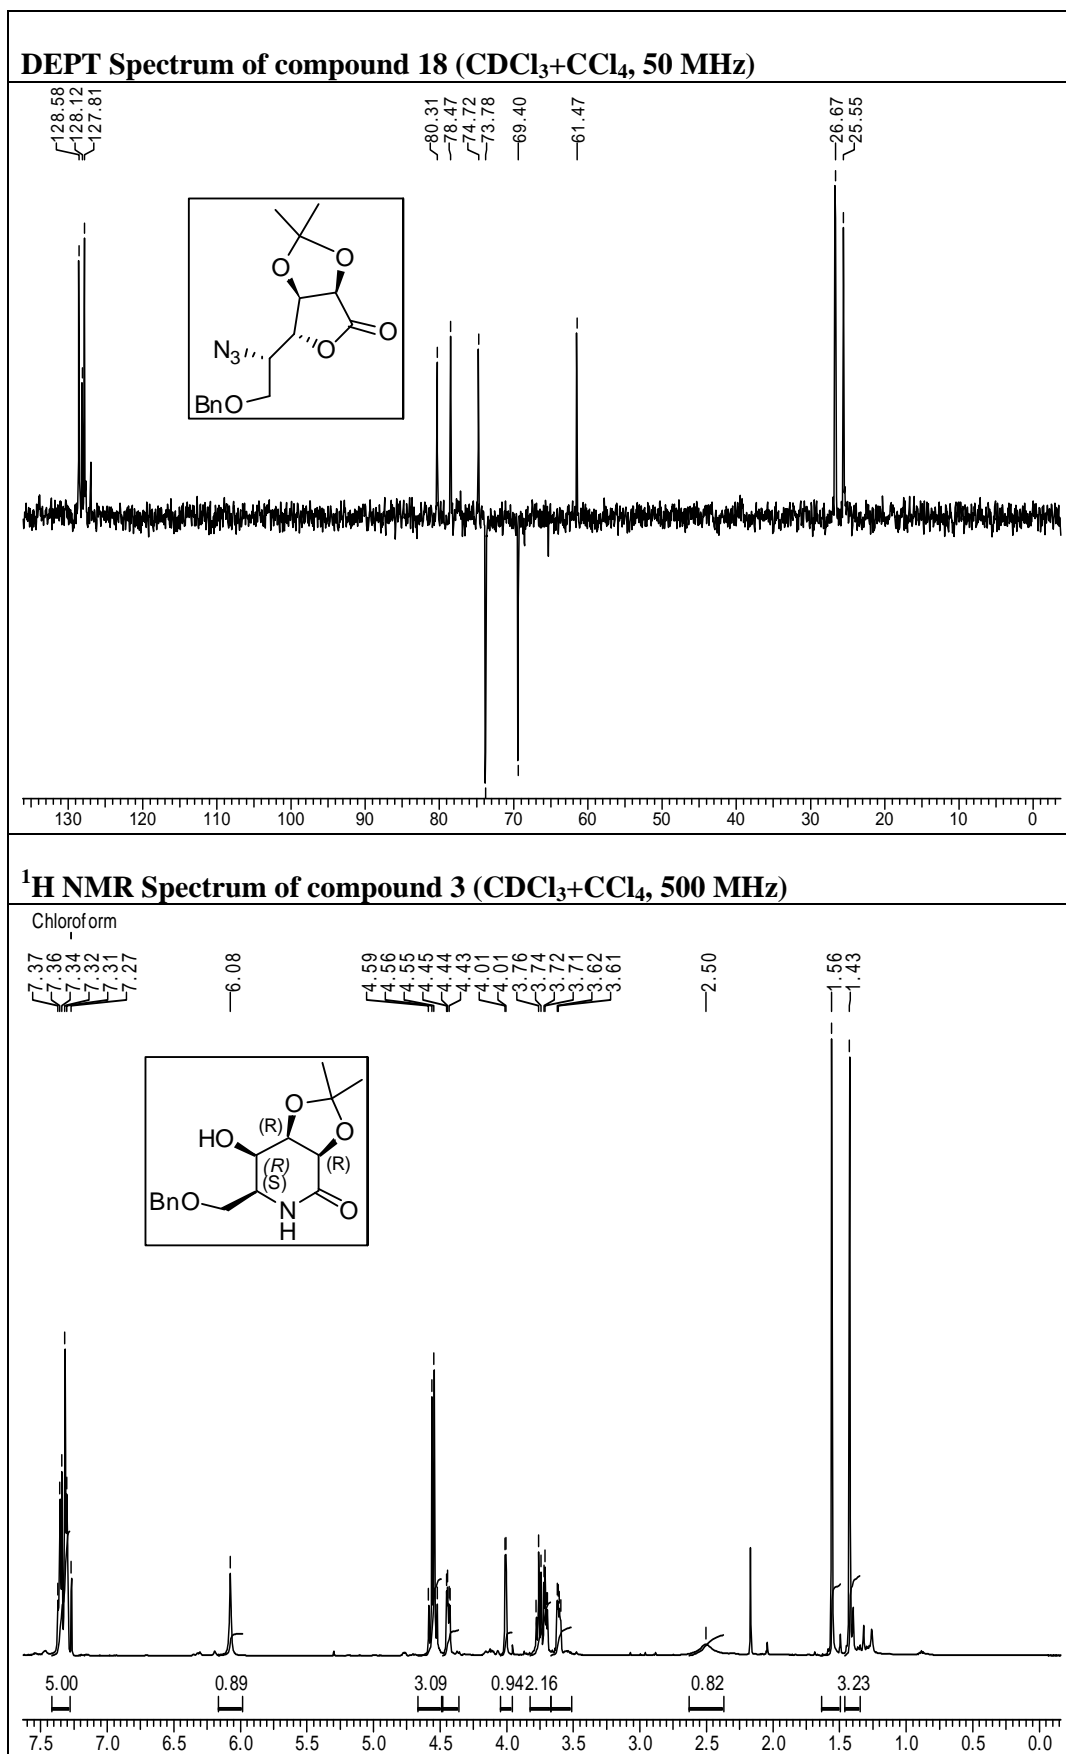 DEPT Spectrum of compound 18 (CDCl3+CCl4, 50 MHz)
128.58
128.12
127.81
80.31
78.47
74.72
73.78
69.40
61.47
26.67
25.55
O
O
O
O
N3
BnO
130 120 110 100 90 80 70 60 50 40 30 20 10 0
1H NMR Spectrum of compound 3 (CDCl3+CCl4, 500 MHz)
Chloroform
7.37
7.36
7.34
7.32
7.31
7.27
6.08
4.59
4.56
4.55
4.45
4.44
4.43
4.01
4.01
3.76
3.74
3.72
3.71
3.62
3.61
2.50
1.56
1.43
O
O
HO
(R)
(R)
(R)
(S)
BnO
N
H
O
5.00 0.89 3.09 0.94 2.16 0.82 3.23
7.5 7.0 6.5 6.0 5.5 5.0 4.5 4.0 3.5 3.0 2.5 2.0 1.5 1.0 0.5 0.0